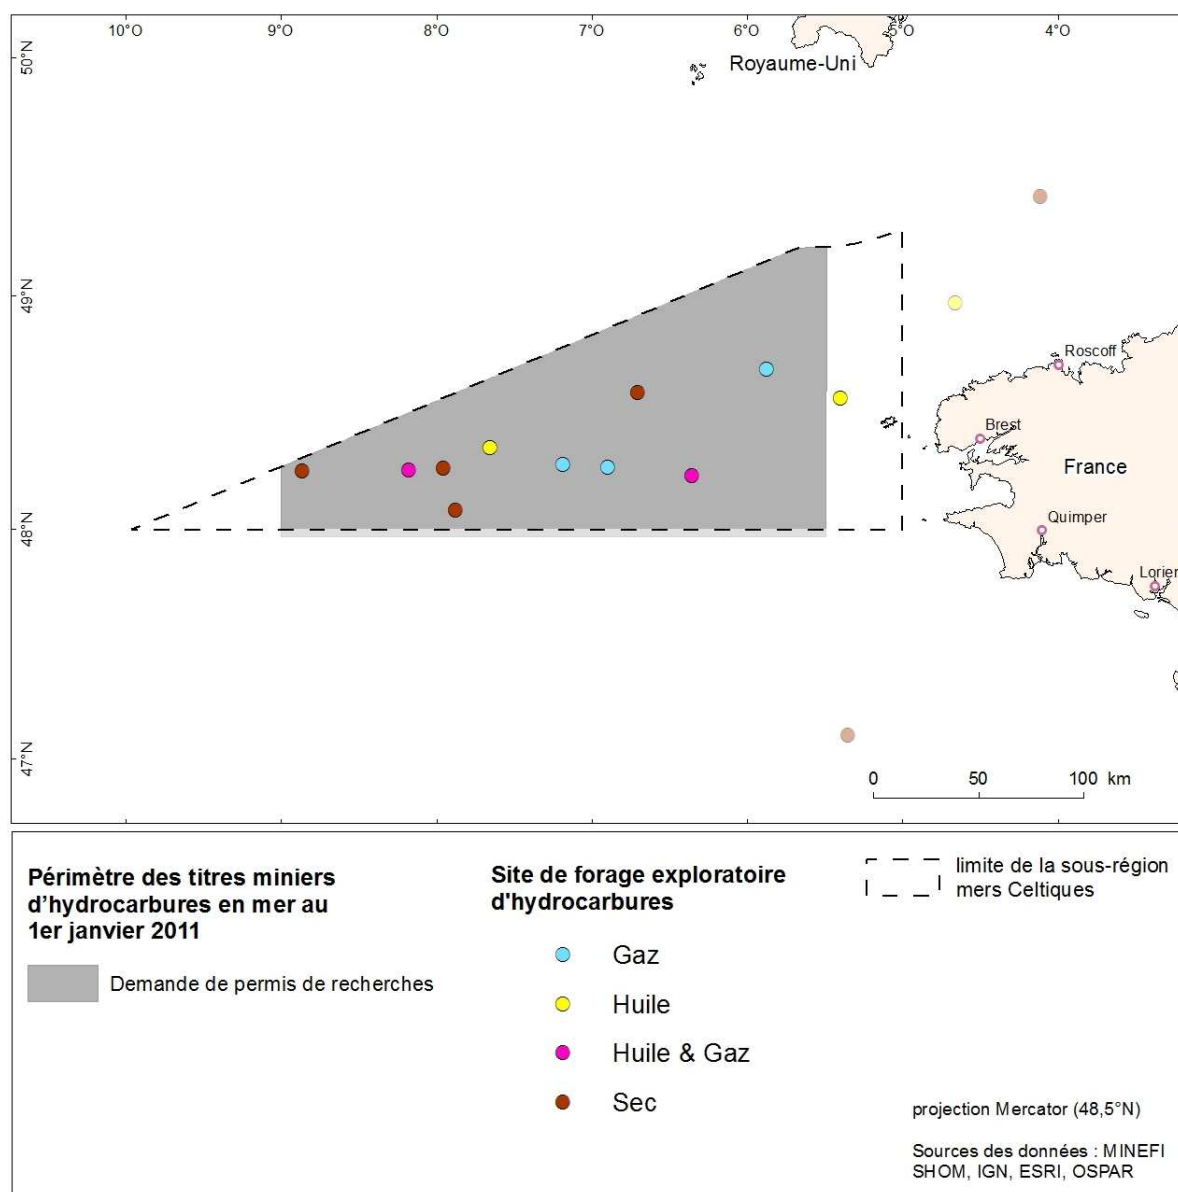 10°O 9°O 8°O 7°O 6°O 5°O 4°O
50°N
Royaume-Uni
49°N
Roscoff
Brest
France
48°N
Quimper
Lorien
47°N
0 50 100 km
Périmètre des titres miniers
d'hydrocarbures en mer au
1er janvier 2011
Demande de permis de recherches
Site de forage exploratoire
d'hydrocarbures
Gaz
Huile
Huile & Gaz
Sec
limite de la sous-région
mers Celtiques
projection Mercator (48,5°N)
Sources des données : MINEFI
SHOM, IGN, ESRI, OSPAR